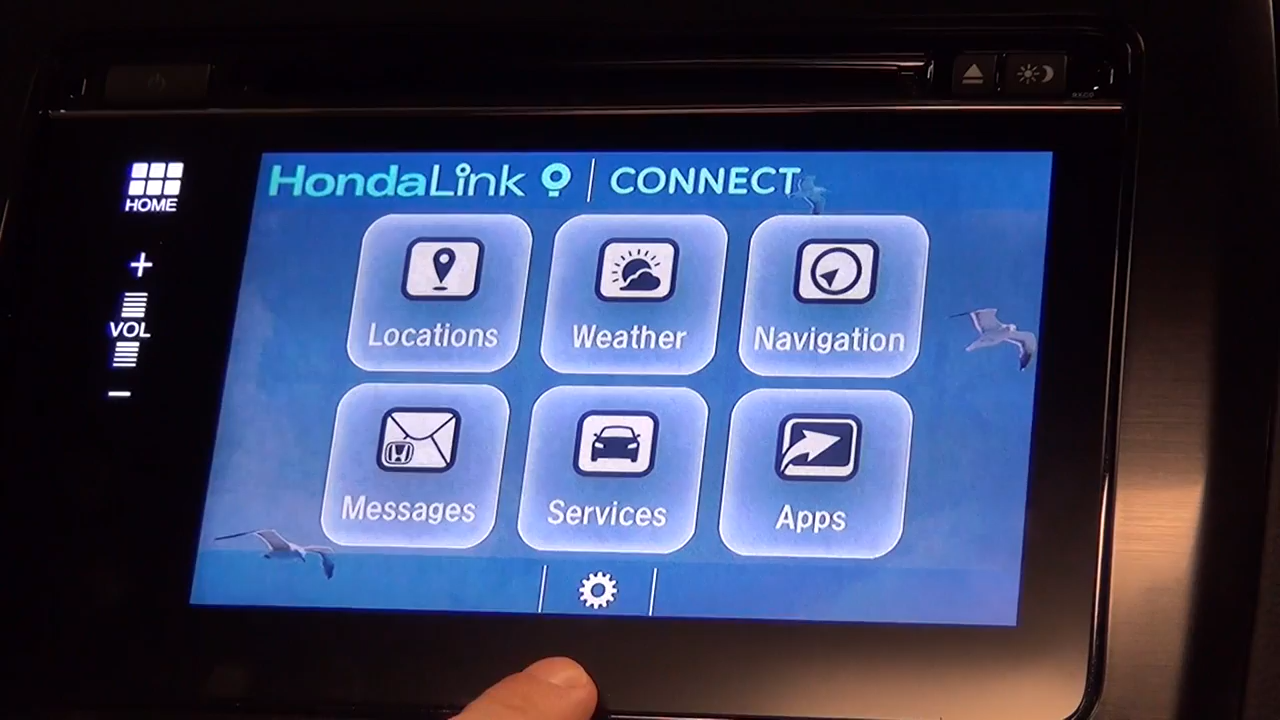 HondaLink | CONNECT
HOME
+
VOL
−
Locations
Weather
Navigation
Messages
Services
Apps